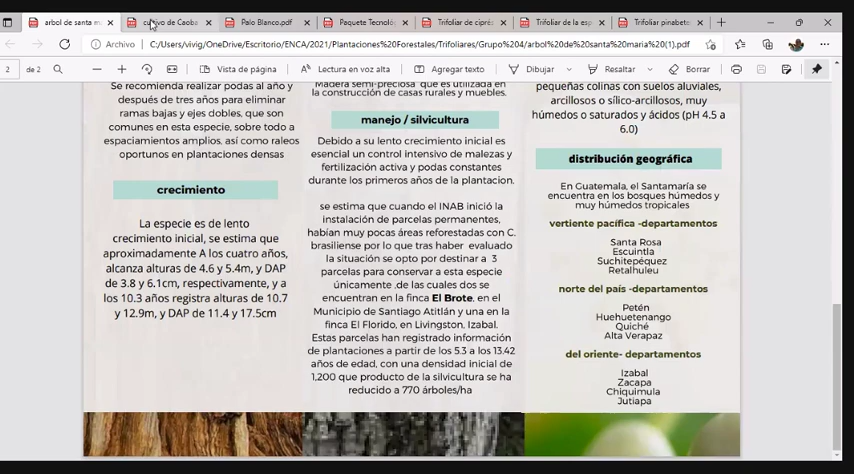 arbol de santa m
cultivo de Caoba
Palo Blanco.pdf
Paquete Tecnológ
Trifoliar de ciprés
Trifoliar de la esp
Trifoliar pinabets
Archivo
C:/Users/vivig/OneDrive/Escritorio/ENCA/2021/Plantaciones%20Forestales/Trifoliares/Grupo%204/arbol%20de%20santa%20maria%20(1).pdf
2 de 2
Vista de página
Lectura en voz alta
Agregar texto
Dibujar
Resaltar
Borrar
Se recomienda realizar podas al año y
después de tres años para eliminar
ramas bajas y ejes dobles, que son
comunes en esta especie, sobre todo a
espaciamientos amplios, así como raleos
oportunos en plantaciones densas
crecimiento
La especie es de lento
crecimiento inicial, se estima que
aproximadamente A los cuatro años,
alcanza alturas de 4.6 y 5.4m, y DAP
de 3.8 y 6.1cm, respectivamente, y a
los 10.3 años registra alturas de 10.7
y 12.9m, y DAP de 11.4 y 17.5cm
Madera semi-preciosa que es utilizada en
la construcción de casas rurales y muebles.
manejo / silvicultura
Debido a su lento crecimiento inicial es
esencial un control intensivo de malezas y
fertilización activa y podas constantes
durante los primeros años de la plantacion.
se estima que cuando el INAB inició la
instalación de parcelas permanentes,
habían muy pocas áreas reforestadas con C.
brasiliense por lo que tras haber evaluado
la situación se opto por destinar a 3
parcelas para conservar a esta especie
únicamente ,de las cuales dos se
encuentran en la finca El Brote, en el
Municipio de Santiago Atitlán y una en la
finca El Florido, en Livingston, Izabal.
Estas parcelas han registrado información
de plantaciones a partir de los 5.3 a los 13.42
años de edad, con una densidad inicial de
1,200 que producto de la silvicultura se ha
reducido a 770 árboles/ha
pequeñas colinas con suelos aluviales,
arcillosos o sílico-arcillosos, muy
húmedos o saturados y ácidos (pH 4.5 a
6.0)
distribución geográfica
En Guatemala, el Santamaría se
encuentra en los bosques húmedos y
muy húmedos tropicales
vertiente pacífica -departamentos
Santa Rosa
Escuintla
Suchitepéquez
Retalhuleu
norte del país -departamentos
Petén
Huehuetenango
Quiché
Alta Verapaz
del oriente- departamentos
Izabal
Zacapa
Chiquimula
Jutiapa